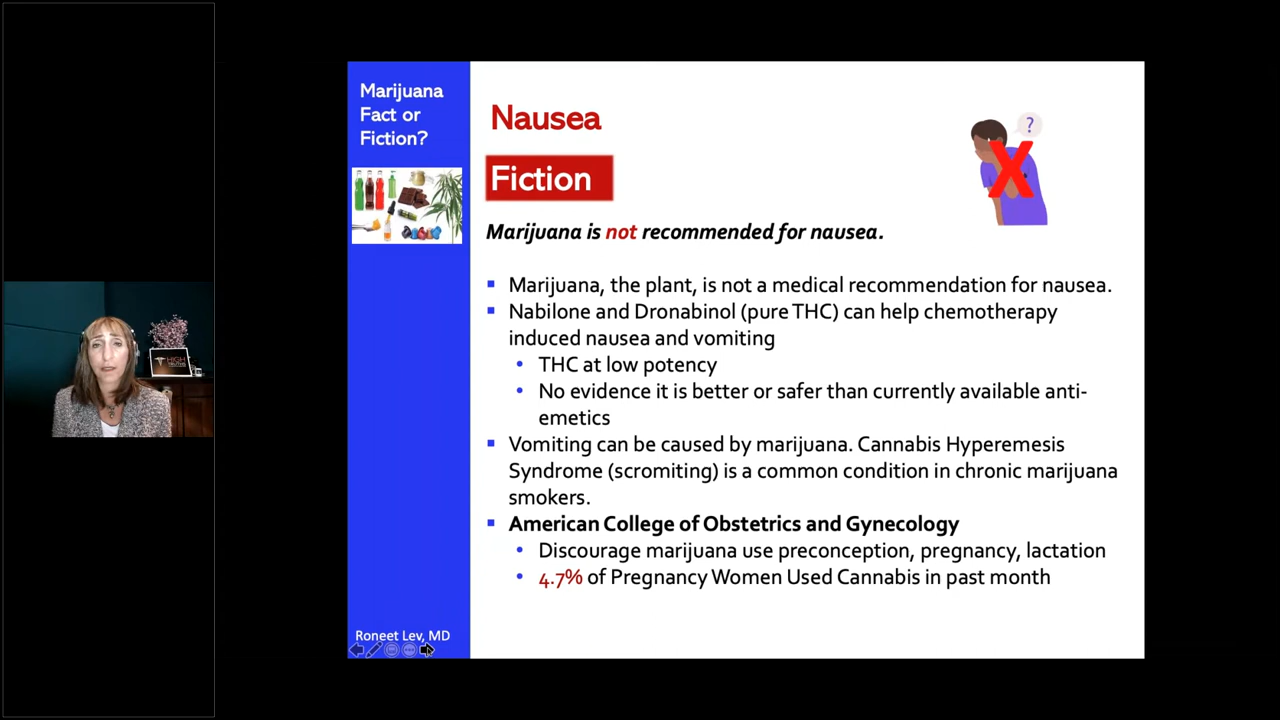 Marijuana
Fact or
Fiction?
Nausea
Fiction
?
X
Marijuana is not recommended for nausea.
Marijuana, the plant, is not a medical recommendation for nausea.
Nabilone and Dronabinol (pure THC) can help chemotherapy
induced nausea and vomiting
THC at low potency
No evidence it is better or safer than currently available anti-
emetics
Vomiting can be caused by marijuana. Cannabis Hyperemesis
Syndrome (scromiting) is a common condition in chronic marijuana
smokers.
American College of Obstetrics and Gynecology
Discourage marijuana use preconception, pregnancy, lactation
4.7% of Pregnancy Women Used Cannabis in past month
Roneet Lev, MD
HIGH